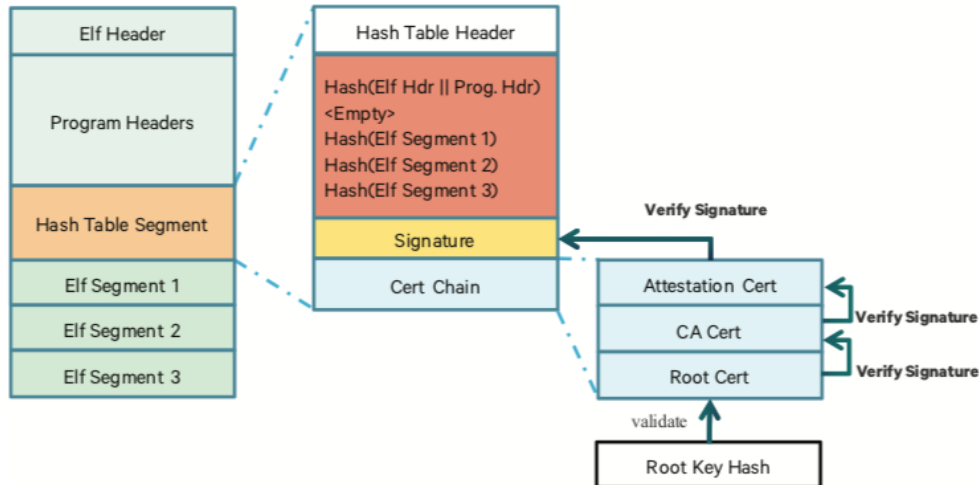 Elf Header
Program Headers
Hash Table Segment
Elf Segment 1
Elf Segment 2
Elf Segment 3
Hash Table Header
Hash(Elf Hdr || Prog. Hdr)
<Empty>
Hash(Elf Segment 1)
Hash(Elf Segment 2)
Hash(Elf Segment 3)
Signature
Cert Chain
Verify Signature
Attestation Cert
CA Cert
Root Cert
Verify Signature
Verify Signature
validate
Root Key Hash